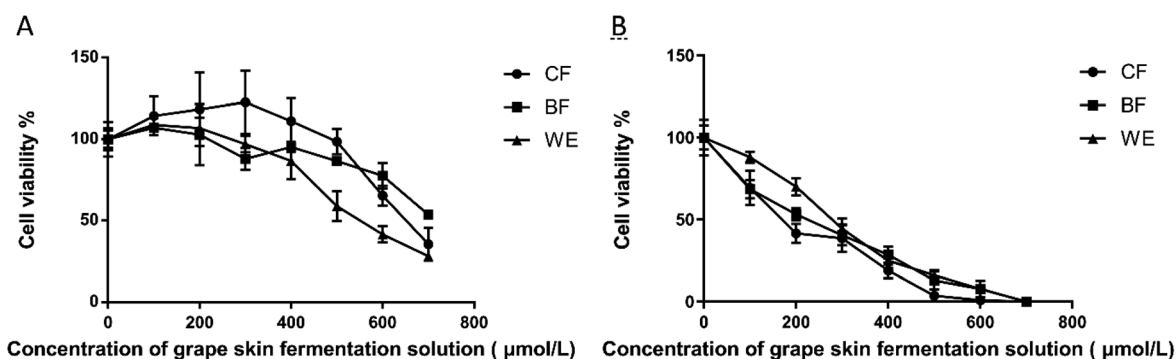 A
150
100
50
0
Cell viability %
0
200
400
600
800
Concentration of grape skin fermentation solution ( μmol/L)
CF
BF
WE
B
150
100
50
0
Cell viability %
0
200
400
600
800
Concentration of grape skin fermentation solution ( μmol/L)
CF
BF
WE